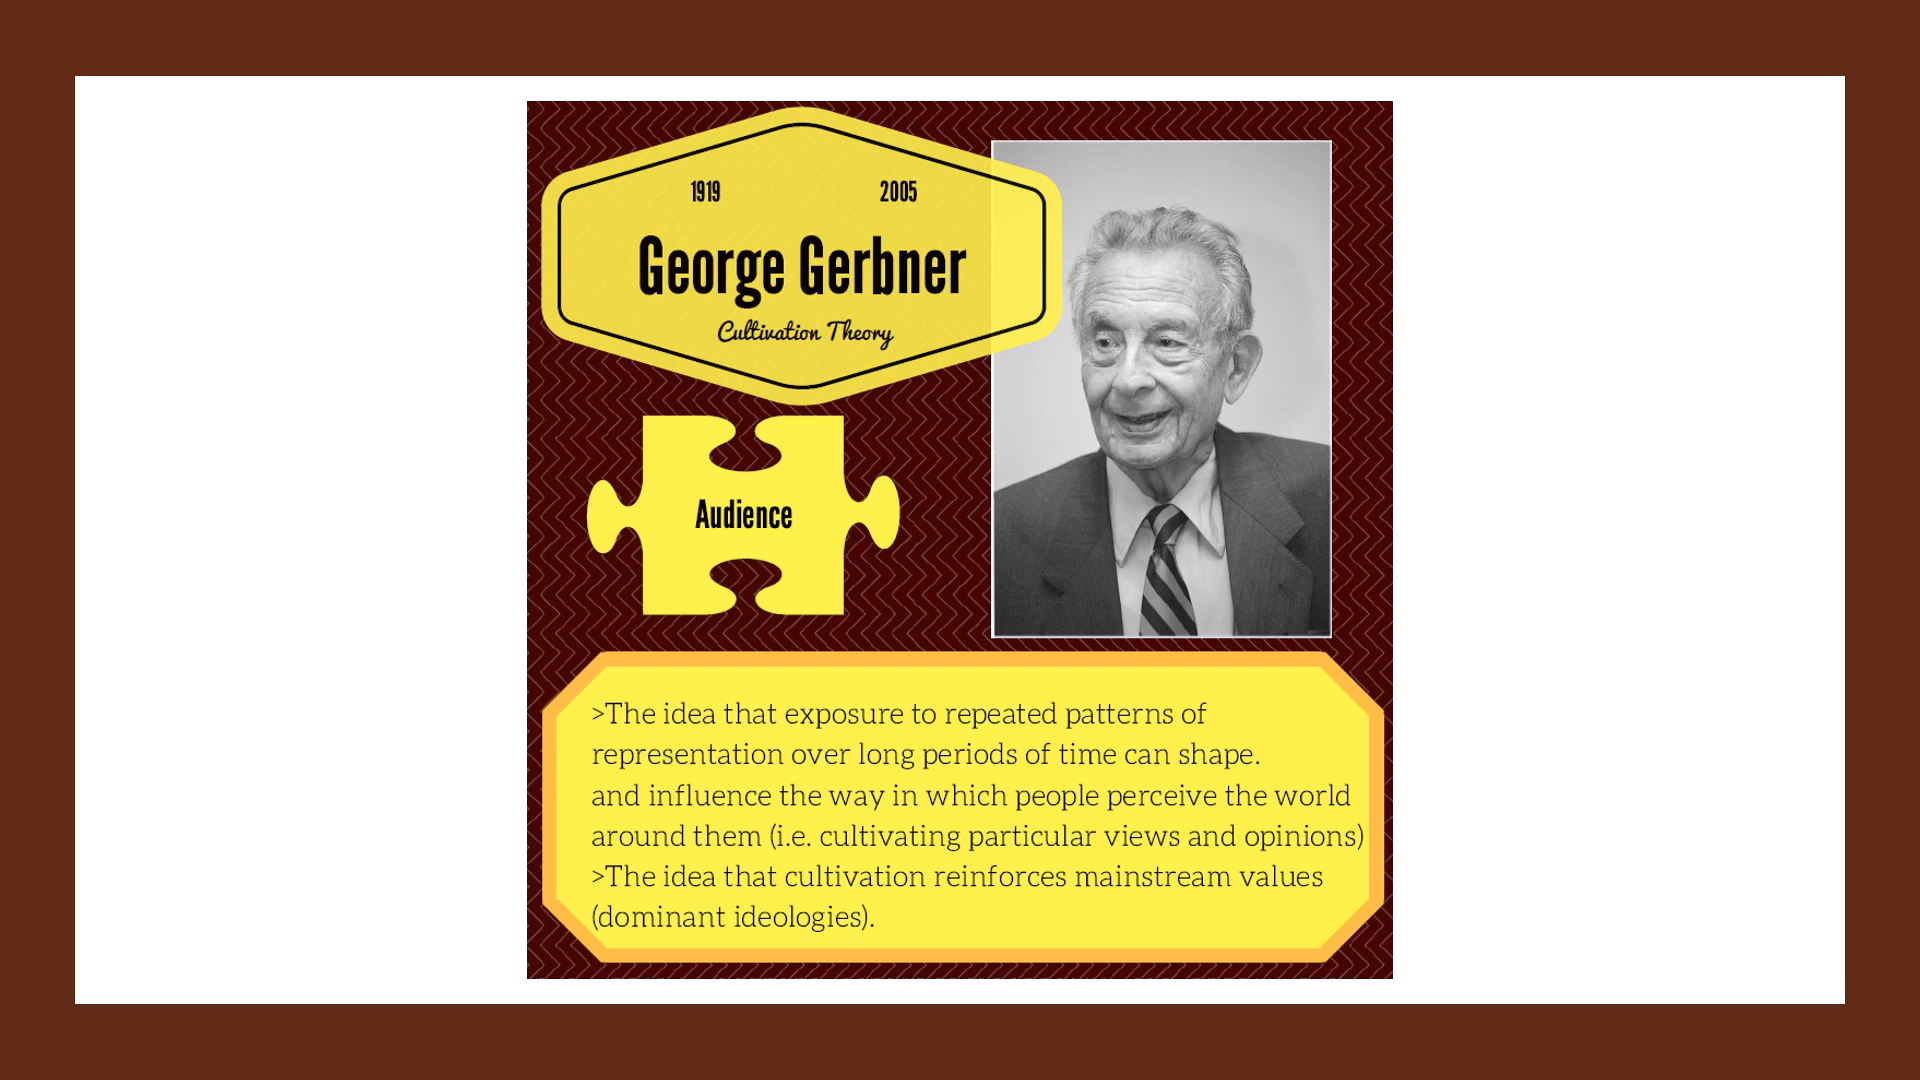 1919 2005
George Gerbner
Cultivation Theory
Audience
>The idea that exposure to repeated patterns of
representation over long periods of time can shape.
and influence the way in which people perceive the world
around them (i.e. cultivating particular views and opinions)
>The idea that cultivation reinforces mainstream values
(dominant ideologies).